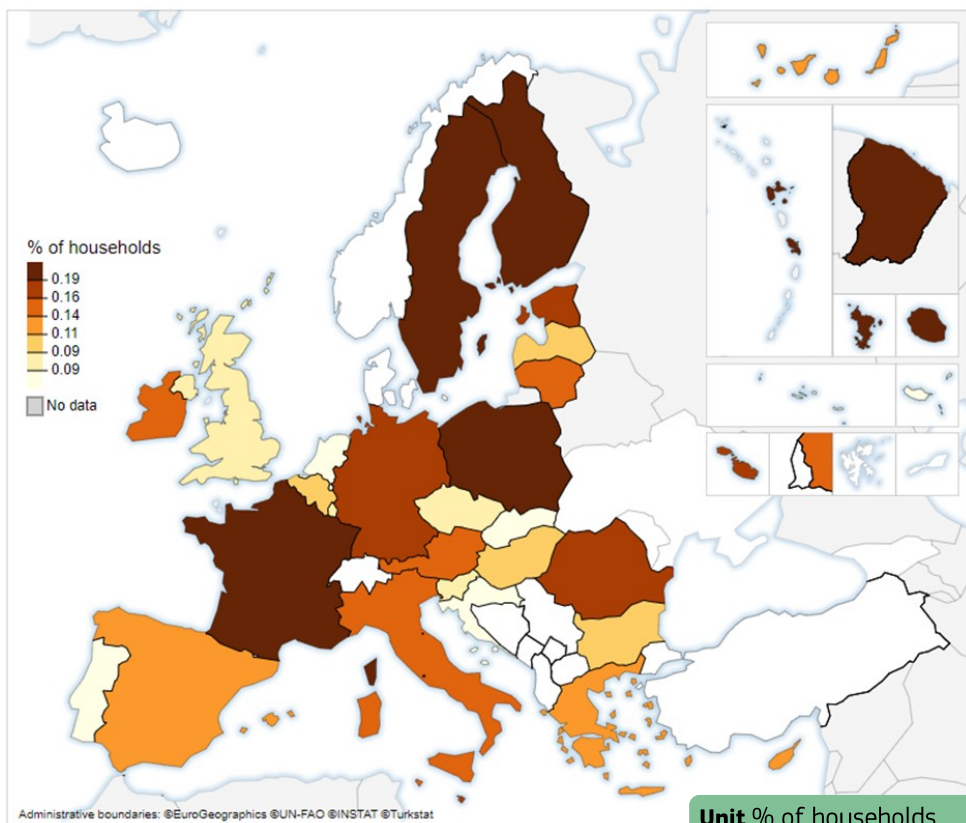 % of households
0.19
0.16
0.14
0.11
0.09
0.09
No data
Administrative boundaries: ©EuroGeographics ©UN-FAO ©INSTAT ©Turkstat
Unit % of households